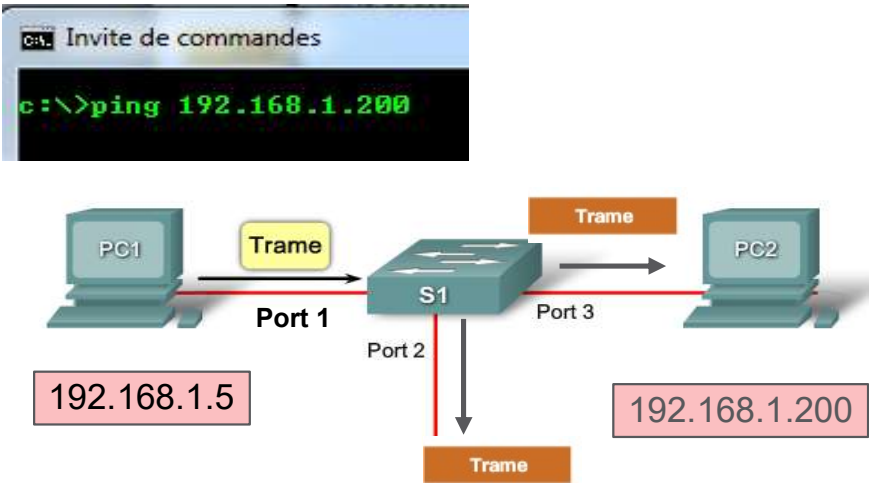 C:\. Invite de commandes
c:\>ping 192.168.1.200
Trame
PC1
Trame
PC2
S1
Port 1
Port 3
Port 2
192.168.1.5
192.168.1.200
Trame